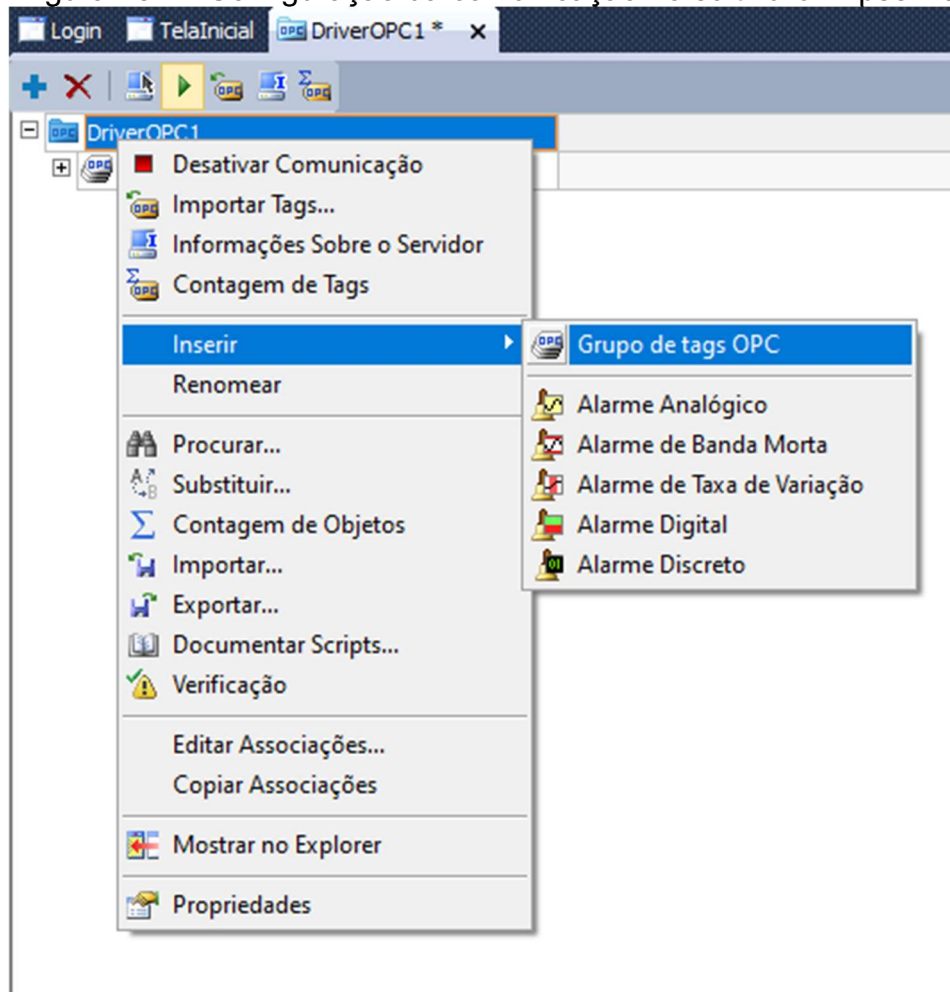 Login TelaInicial DriverOPC1 * x
DriverOPC1
Desativar Comunicação
Importar Tags...
Informações Sobre o Servidor
Contagem de Tags
Inserir
Renomear
Procurar...
Substituir...
Contagem de Objetos
Importar...
Exportar...
Documentar Scripts...
Verificação
Editar Associações...
Copiar Associações
Mostrar no Explorer
Propriedades
Grupo de tags OPC
Alarme Analógico
Alarme de Banda Morta
Alarme de Taxa de Variação
Alarme Digital
Alarme Discreto